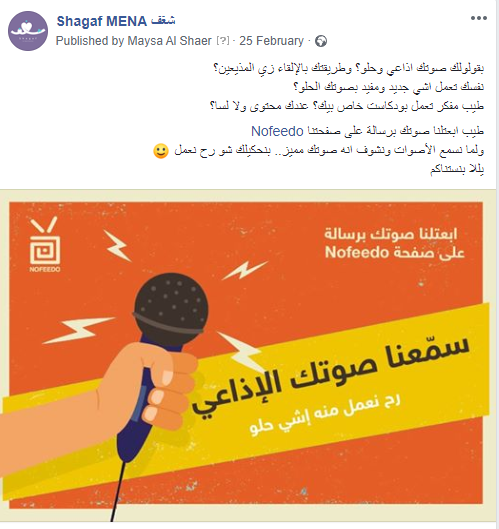 Shagaf MENA شغف
Published by Maysa Al Shaer [?] · 25 February ·
بقولولك صوتك اذاعي وحلو؟ وطريقتك بالإلقاء زي المذيعين؟
نفسك تعمل اشي جديد ومفيد بصوتك الحلو؟
طيب مفكر تعمل بودكاست خاص بيك؟ عندك محتوى ولا لسا؟
طيب ابعتلنا صوتك برسالة على صفحتنا Nofeedo
ولما نسمع الأصوات ونشوف انه صوتك مميز.. بنحكيلك شو رح نعمل 🙂
يللا بنستناكم
NOFEEDO
ابعتلنا صوتك برسالة
على صفحة Nofeedo
سمّعنا صوتك الإذاعي
رح نعمل منه إشي حلو